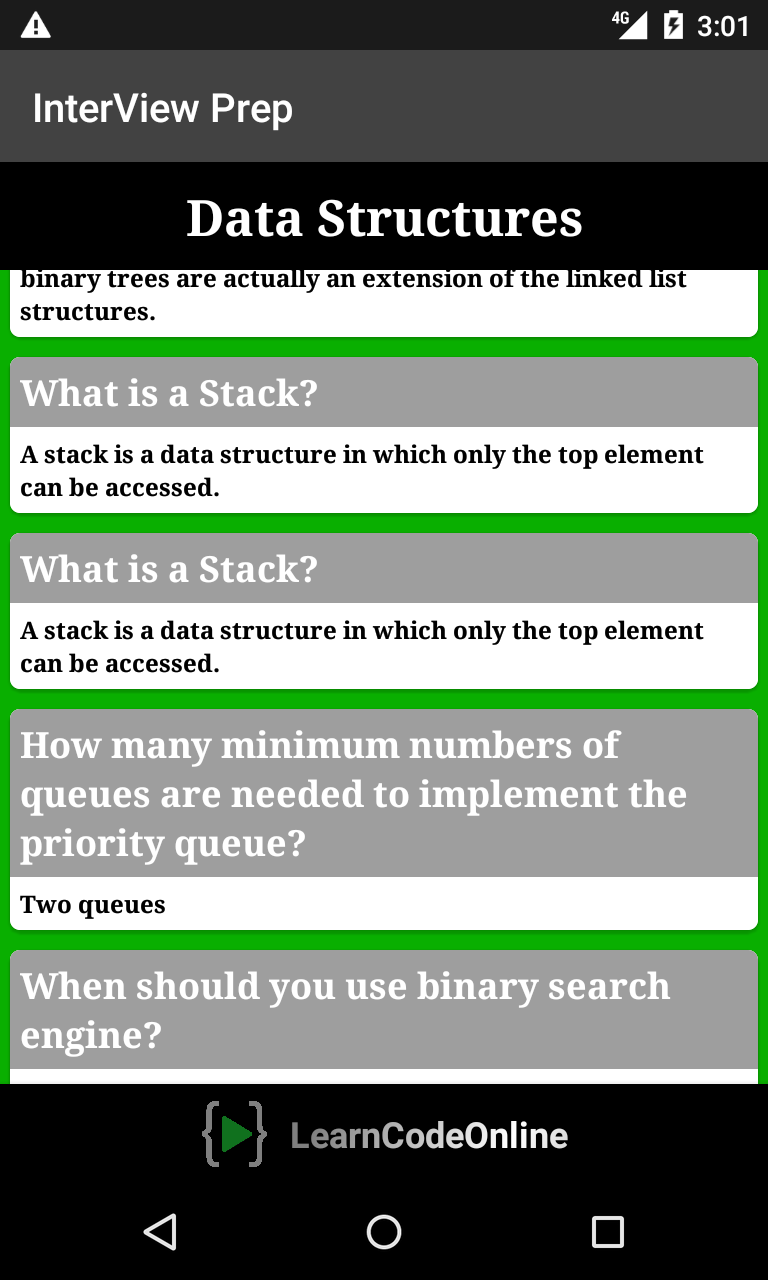 4G 3:01
InterView Prep
Data Structures
binary trees are actually an extension of the linked list
structures.
What is a Stack?
A stack is a data structure in which only the top element
can be accessed.
What is a Stack?
A stack is a data structure in which only the top element
can be accessed.
How many minimum numbers of
queues are needed to implement the
priority queue?
Two queues
When should you use binary search
engine?
LearnCodeOnline